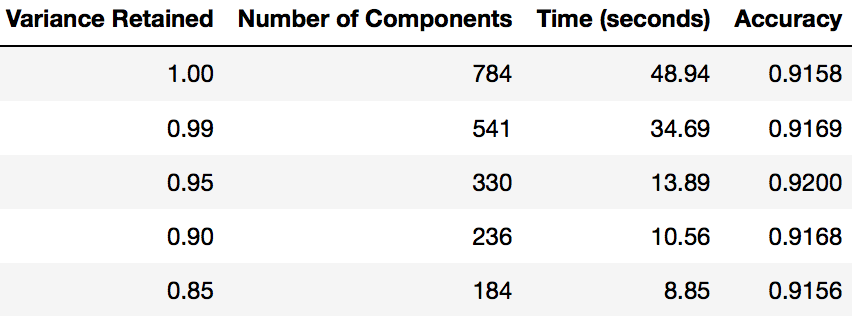 Variance Retained Number of Components Time (seconds) Accuracy
1.00 784 48.94 0.9158
0.99 541 34.69 0.9169
0.95 330 13.89 0.9200
0.90 236 10.56 0.9168
0.85 184 8.85 0.9156